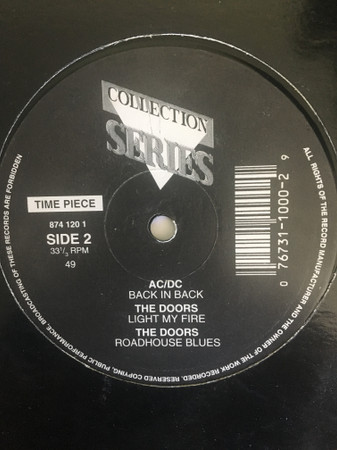 COLLECTION
SERIES
TIME PIECE
874 120 1
SIDE 2
33⅓ RPM
49
AC/DC
BACK IN BACK
THE DOORS
LIGHT MY FIRE
THE DOORS
ROADHOUSE BLUES
0 76731-1000-2 9
ALL RIGHTS OF THE RECORD MANUFACTURER AND THE OWNER OF THE WORK RECORDED. RESERVED COPYING, PUBLIC PERFORMANCE, BROADCASTING OF THESE RECORDS ARE FORBIDDEN